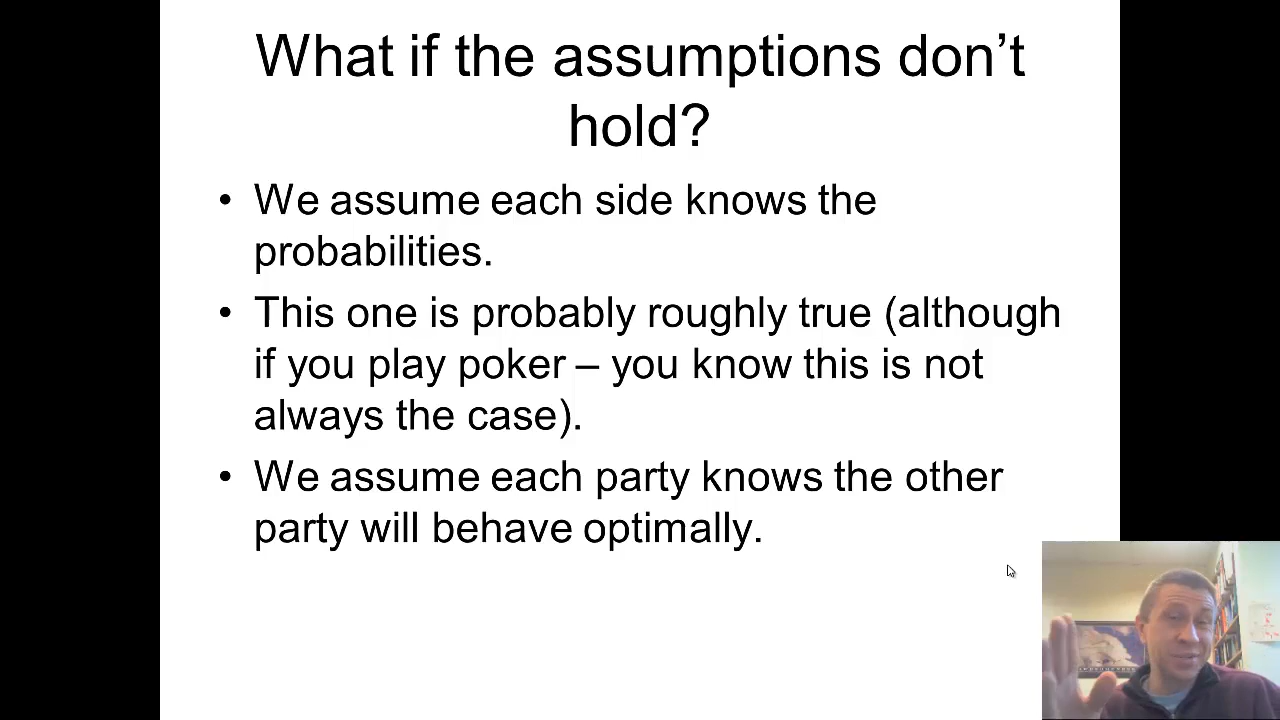 What if the assumptions don’t
hold?
• We assume each side knows the
probabilities.
• This one is probably roughly true (although
if you play poker – you know this is not
always the case).
• We assume each party knows the other
party will behave optimally.